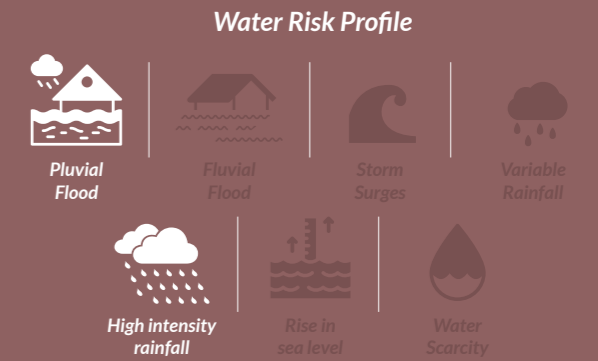 Water Risk Profile
Pluvial
Flood
Fluvial
Flood
Storm
Surges
Variable
Rainfall
High intensity
rainfall
Rise in
sea level
Water
Scarcity